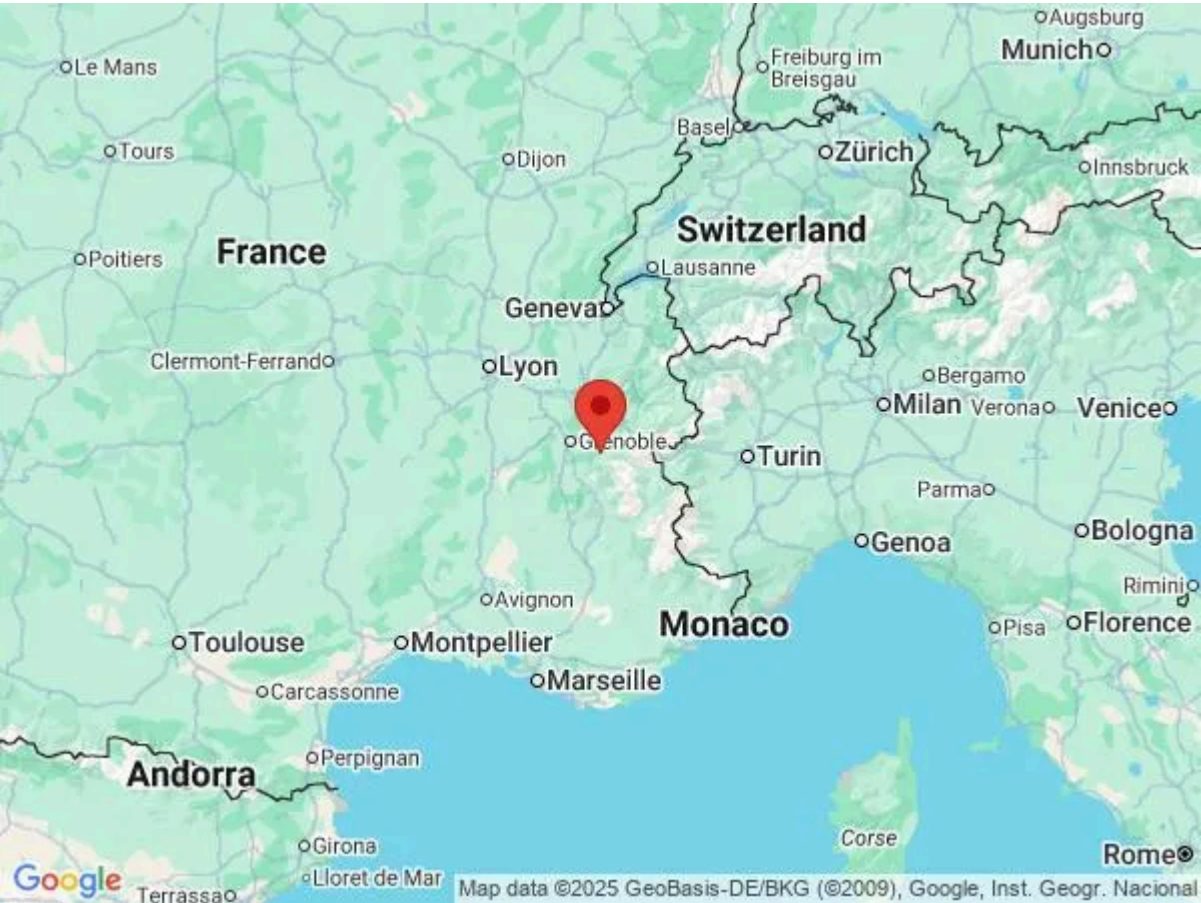 Augsburg
Munich
Le Mans
Freiburg im
Breisgau
Basel
Tours
Dijon
Zürich
Innsbruck
Switzerland
France
Poitiers
Lausanne
Geneva
Clermont-Ferrand
Lyon
Bergamo
Milan
Verona
Venice
Grenoble
Turin
Parma
Bologna
Genoa
Rimini
Avignon
Monaco
Pisa
Florence
Toulouse
Montpellier
Marseille
Carcassonne
Perpignan
Andorra
Corse
Girona
Rome
Google
Lloret de Mar
Terrassa
Map data ©2025 GeoBasis-DE/BKG (©2009), Google, Inst. Geogr. Nacional